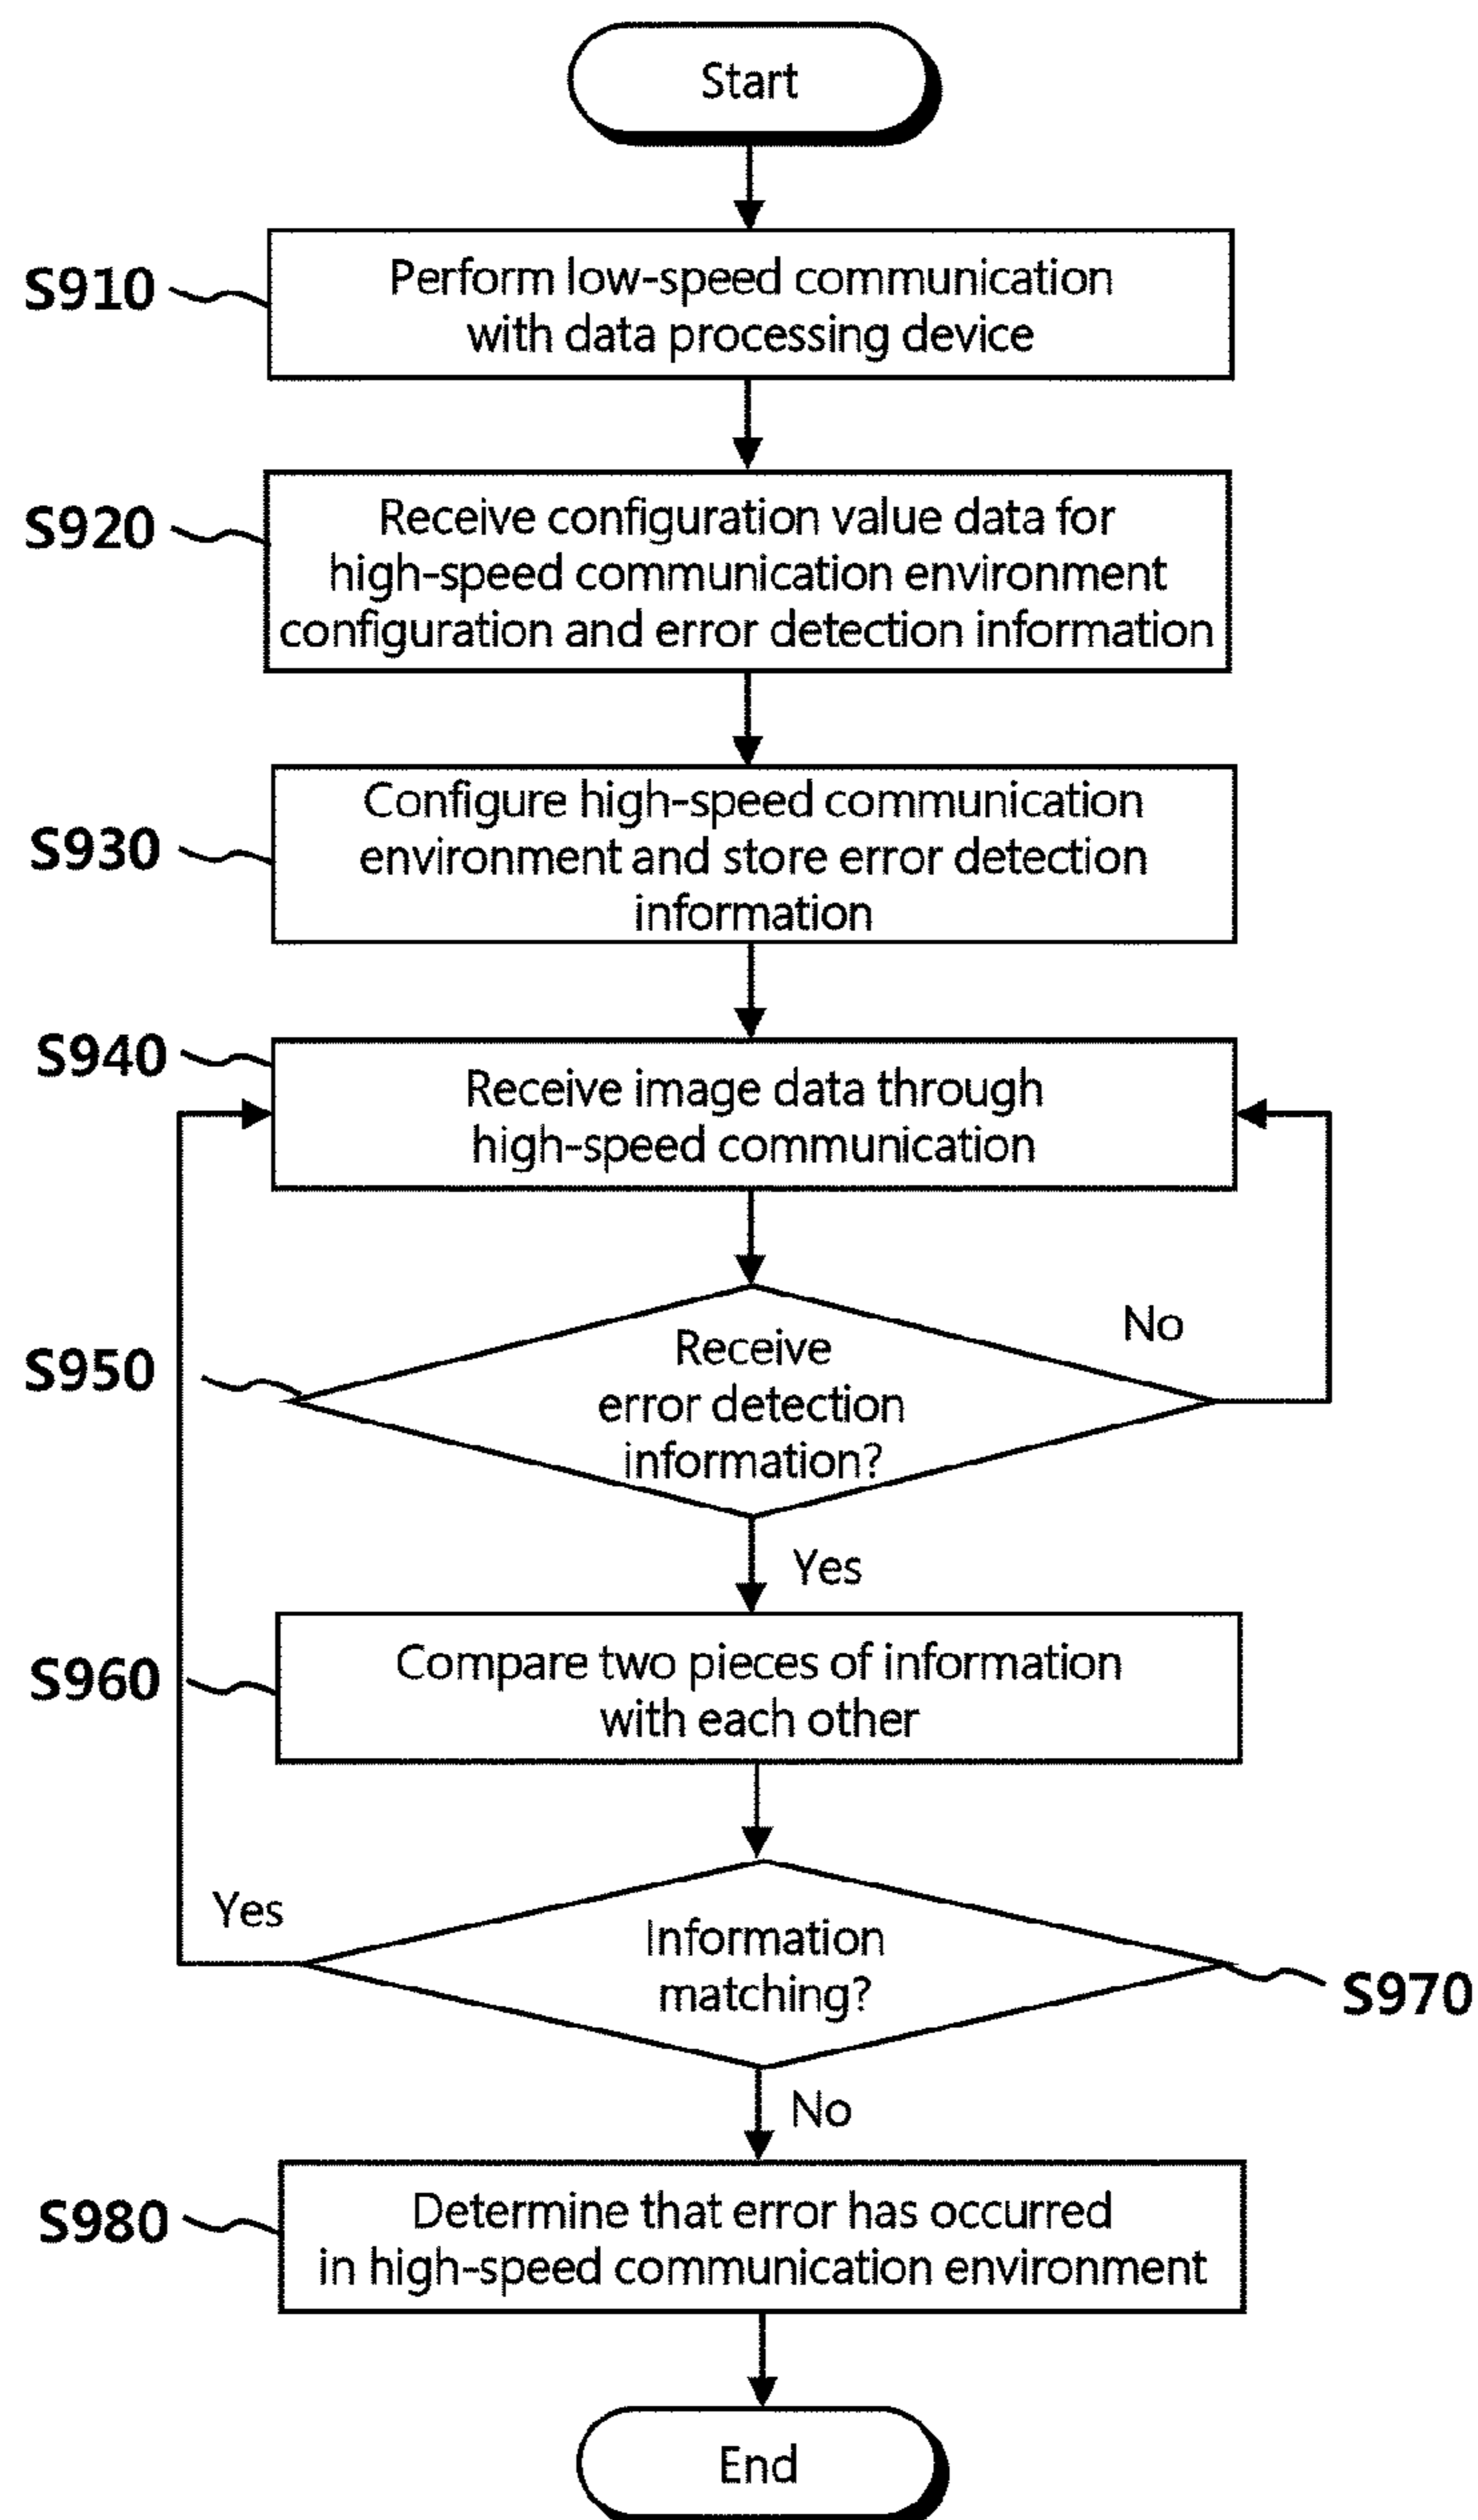 Start
S910
Perform low-speed communication
with data processing device
S920
Receive configuration value data for
high-speed communication environment
configuration and error detection information
S930
Configure high-speed communication
environment and store error detection
information
S940
Receive image data through
high-speed communication
S950
Receive
error detection
information?
No
Yes
S960
Compare two pieces of information
with each other
Yes
Information
matching?
S970
No
S980
Determine that error has occurred
in high-speed communication environment
End